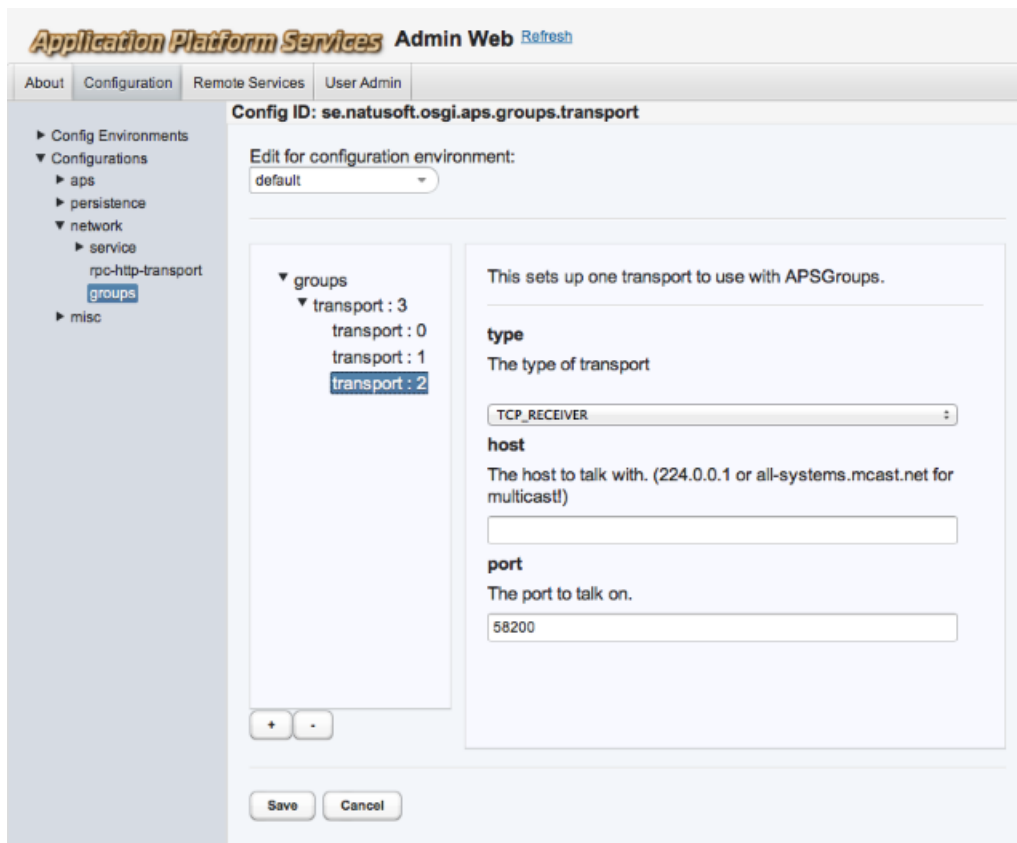 Application Platform Services Admin Web Refresh
About Configuration Remote Services User Admin
Config ID: se.natusoft.osgi.aps.groups.transport
Config Environments
Configurations
aps
persistence
network
service
rpc-http-transport
groups
misc
Edit for configuration environment:
default
groups
transport : 3
transport : 0
transport : 1
transport : 2
+ -
This sets up one transport to use with APSGroups.
type
The type of transport
TCP_RECEIVER
host
The host to talk with. (224.0.0.1 or all-systems.mcast.net for
multicast!)
port
The port to talk on.
58200
Save Cancel